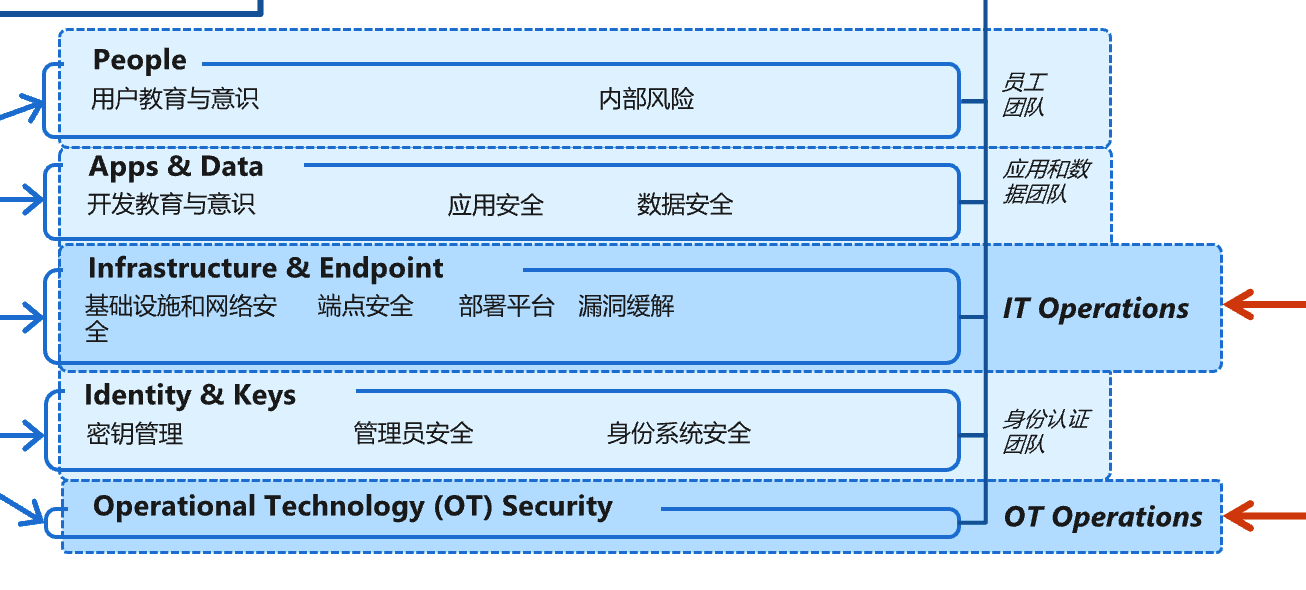 People
用户教育与意识 内部风险
员工
团队
Apps & Data
开发教育与意识 应用安全 数据安全
应用和数
据团队
Infrastructure & Endpoint
基础设施和网络安 端点安全 部署平台 漏洞缓解
全
IT Operations
Identity & Keys
密钥管理 管理员安全 身份系统安全
身份认证
团队
Operational Technology (OT) Security
OT Operations